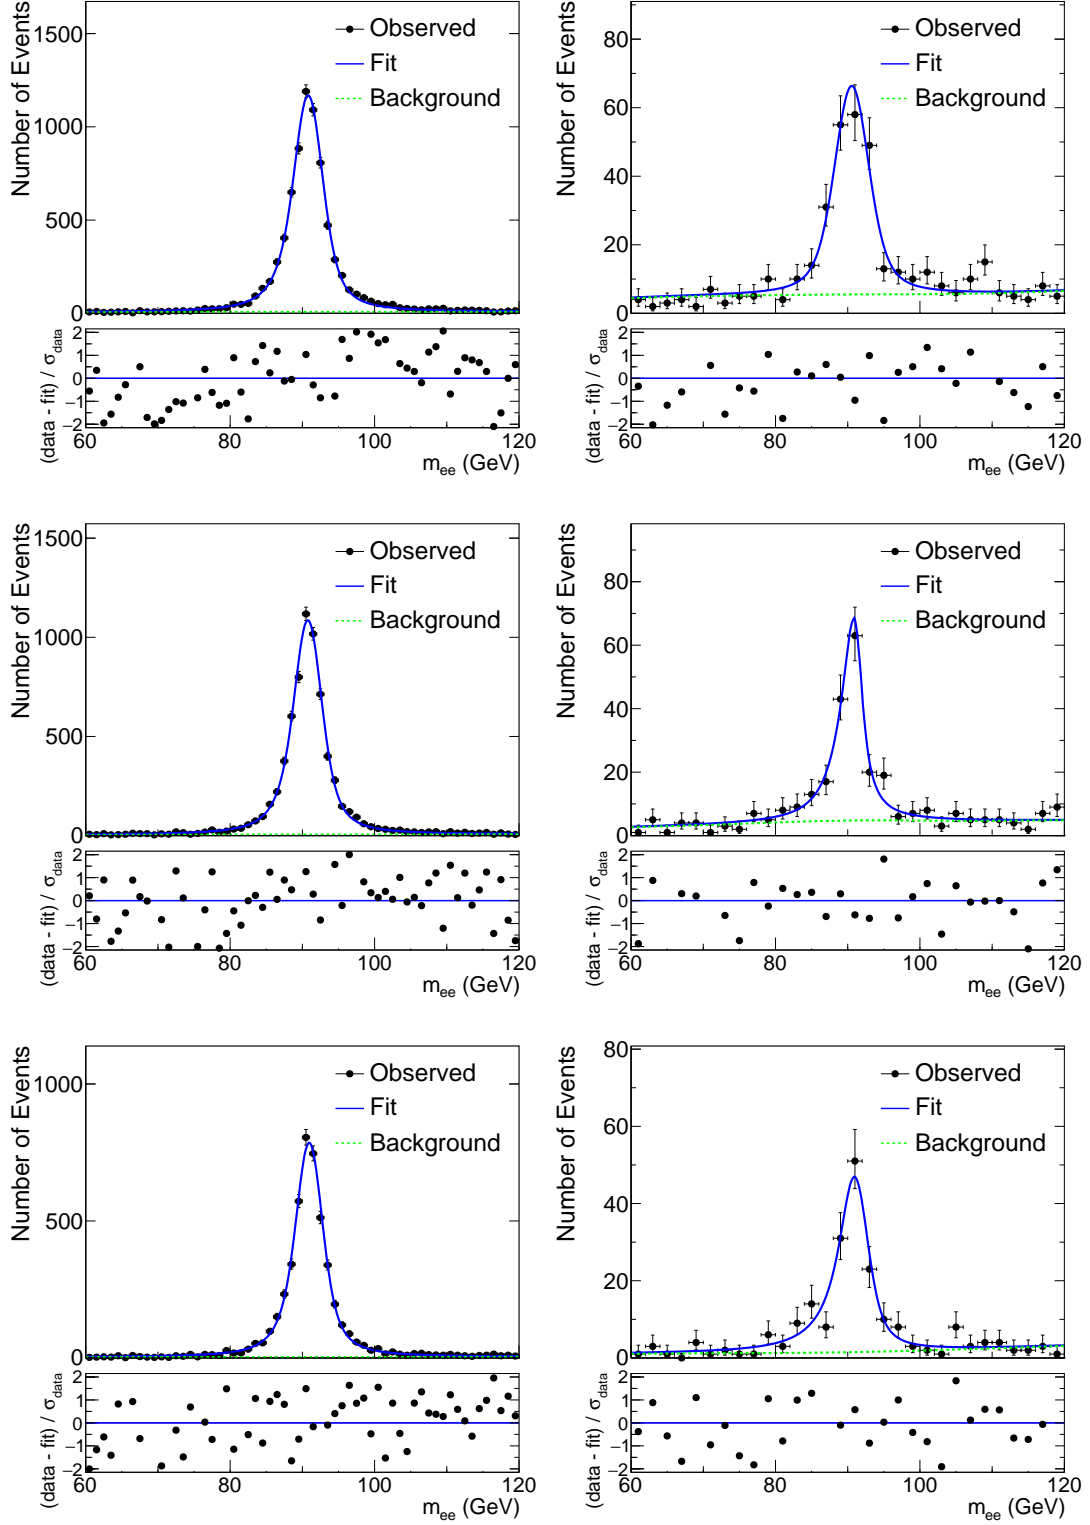 Number of Events
1500
1000
500
0
Observed
Fit
Background
(data - fit) / σdata
2
1
0
−1
−2
60
80
100
120
mee (GeV)
Number of Events
80
60
40
20
0
Observed
Fit
Background
(data - fit) / σdata
2
1
0
−1
−2
60
80
100
120
mee (GeV)
Number of Events
1500
1000
500
0
Observed
Fit
Background
(data - fit) / σdata
2
1
0
−1
−2
60
80
100
120
mee (GeV)
Number of Events
80
60
40
20
0
Observed
Fit
Background
(data - fit) / σdata
2
1
0
−1
−2
60
80
100
120
mee (GeV)
Number of Events
1000
500
0
Observed
Fit
Background
(data - fit) / σdata
2
1
0
−1
−2
60
80
100
120
mee (GeV)
Number of Events
80
60
40
20
0
Observed
Fit
Background
(data - fit) / σdata
2
1
0
−1
−2
60
80
100
120
mee (GeV)